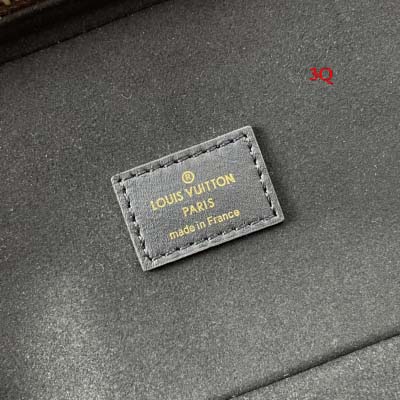 3Q
®
LOUIS VUITTON
PARIS
made in France